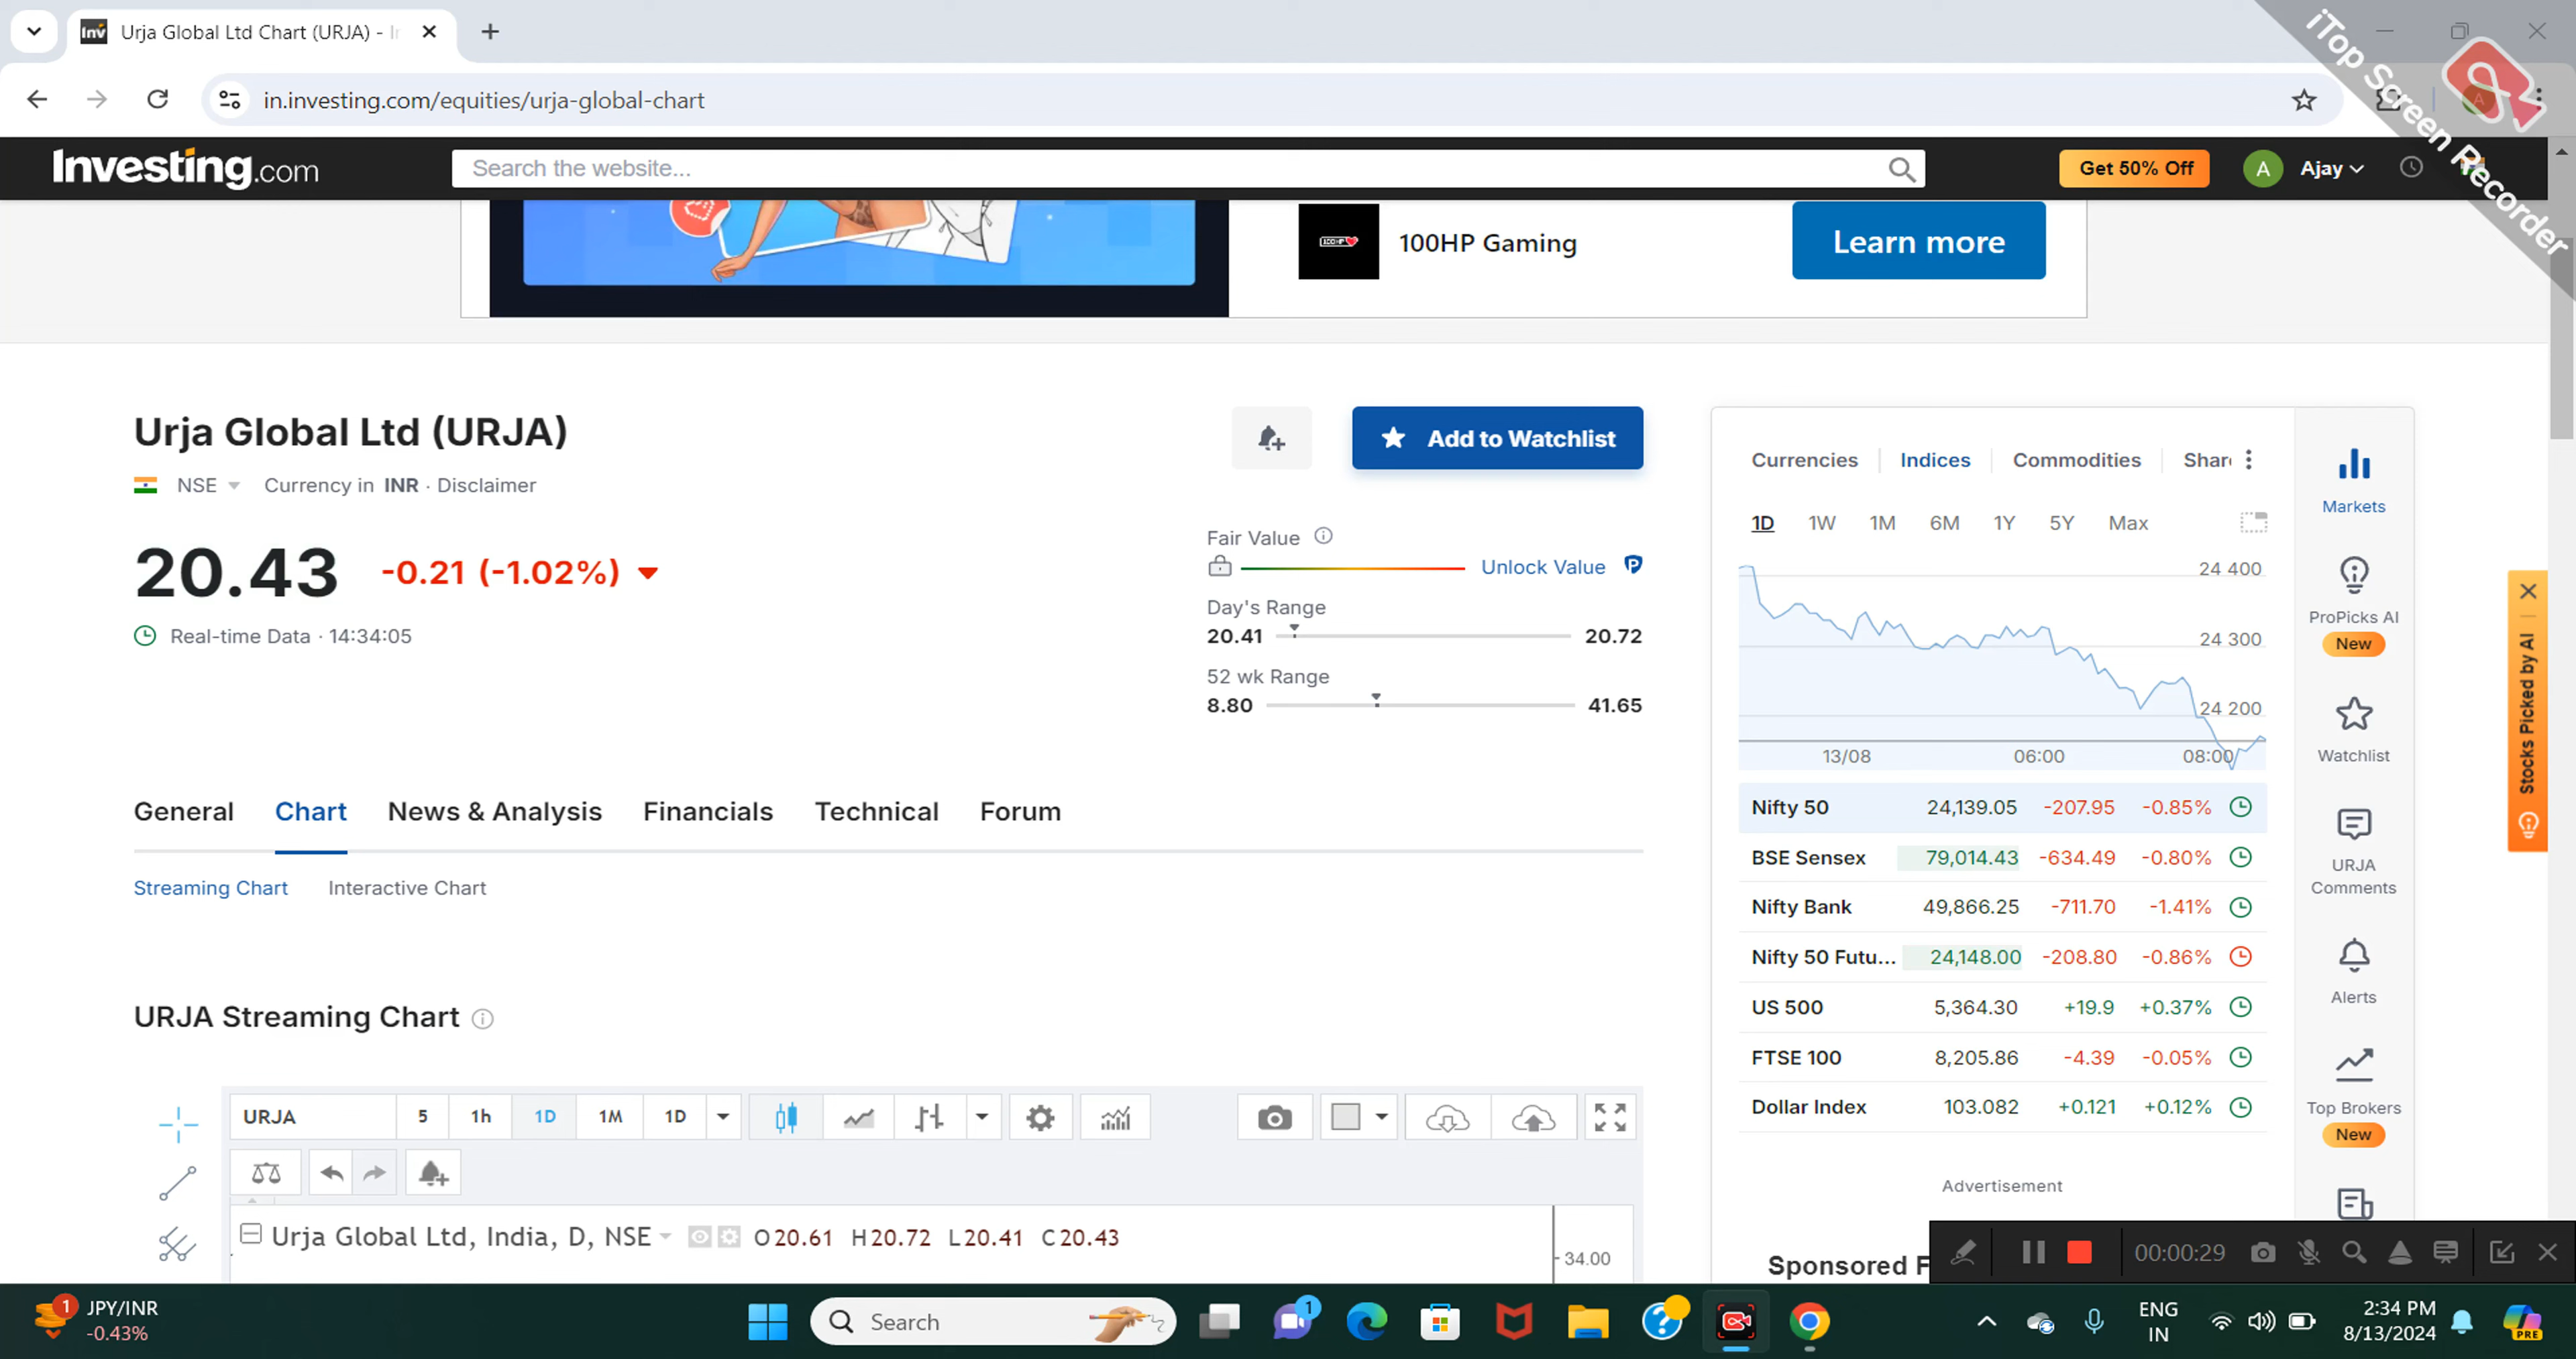 Urja Global Ltd Chart (URJA) - In
in.investing.com/equities/urja-global-chart
iTop Screen Recorder
Investing.com
Search the website...
Get 50% Off
A
Ajay
100HP Gaming
Learn more
Urja Global Ltd (URJA)
NSE Currency in INR · Disclaimer
20.43 -0.21 (-1.02%)
Real-time Data · 14:34:05
Add to Watchlist
Fair Value
Unlock Value
Day's Range
20.41 20.72
52 wk Range
8.80 41.65
General Chart News & Analysis Financials Technical Forum
Streaming Chart Interactive Chart
URJA Streaming Chart
URJA 5 1h 1D 1M 1D
Urja Global Ltd, India, D, NSE O20.61 H20.72 L20.41 C20.43
34.00
Currencies Indices Commodities Shar
1D 1W 1M 6M 1Y 5Y Max
24 400
24 300
24 200
13/08 06:00 08:00
Nifty 50 24,139.05 -207.95 -0.85%
BSE Sensex 79,014.43 -634.49 -0.80%
Nifty Bank 49,866.25 -711.70 -1.41%
Nifty 50 Futu... 24,148.00 -208.80 -0.86%
US 500 5,364.30 +19.9 +0.37%
FTSE 100 8,205.86 -4.39 -0.05%
Dollar Index 103.082 +0.121 +0.12%
Advertisement
Sponsored F
Markets
ProPicks AI
New
Watchlist
URJA
Comments
Alerts
Top Brokers
New
Stocks Picked by AI
00:00:29
1
JPY/INR
-0.43%
Search
1
ENG
IN
2:34 PM
8/13/2024
PRE